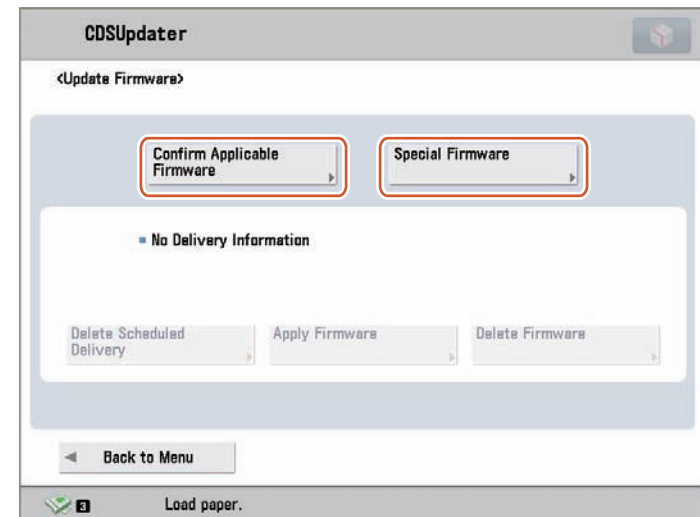 CDSUpdater
<Update Firmware>
Confirm Applicable
Firmware
Special Firmware
No Delivery Information
Delete Scheduled
Delivery
Apply Firmware
Delete Firmware
Back to Menu
3
Load paper.